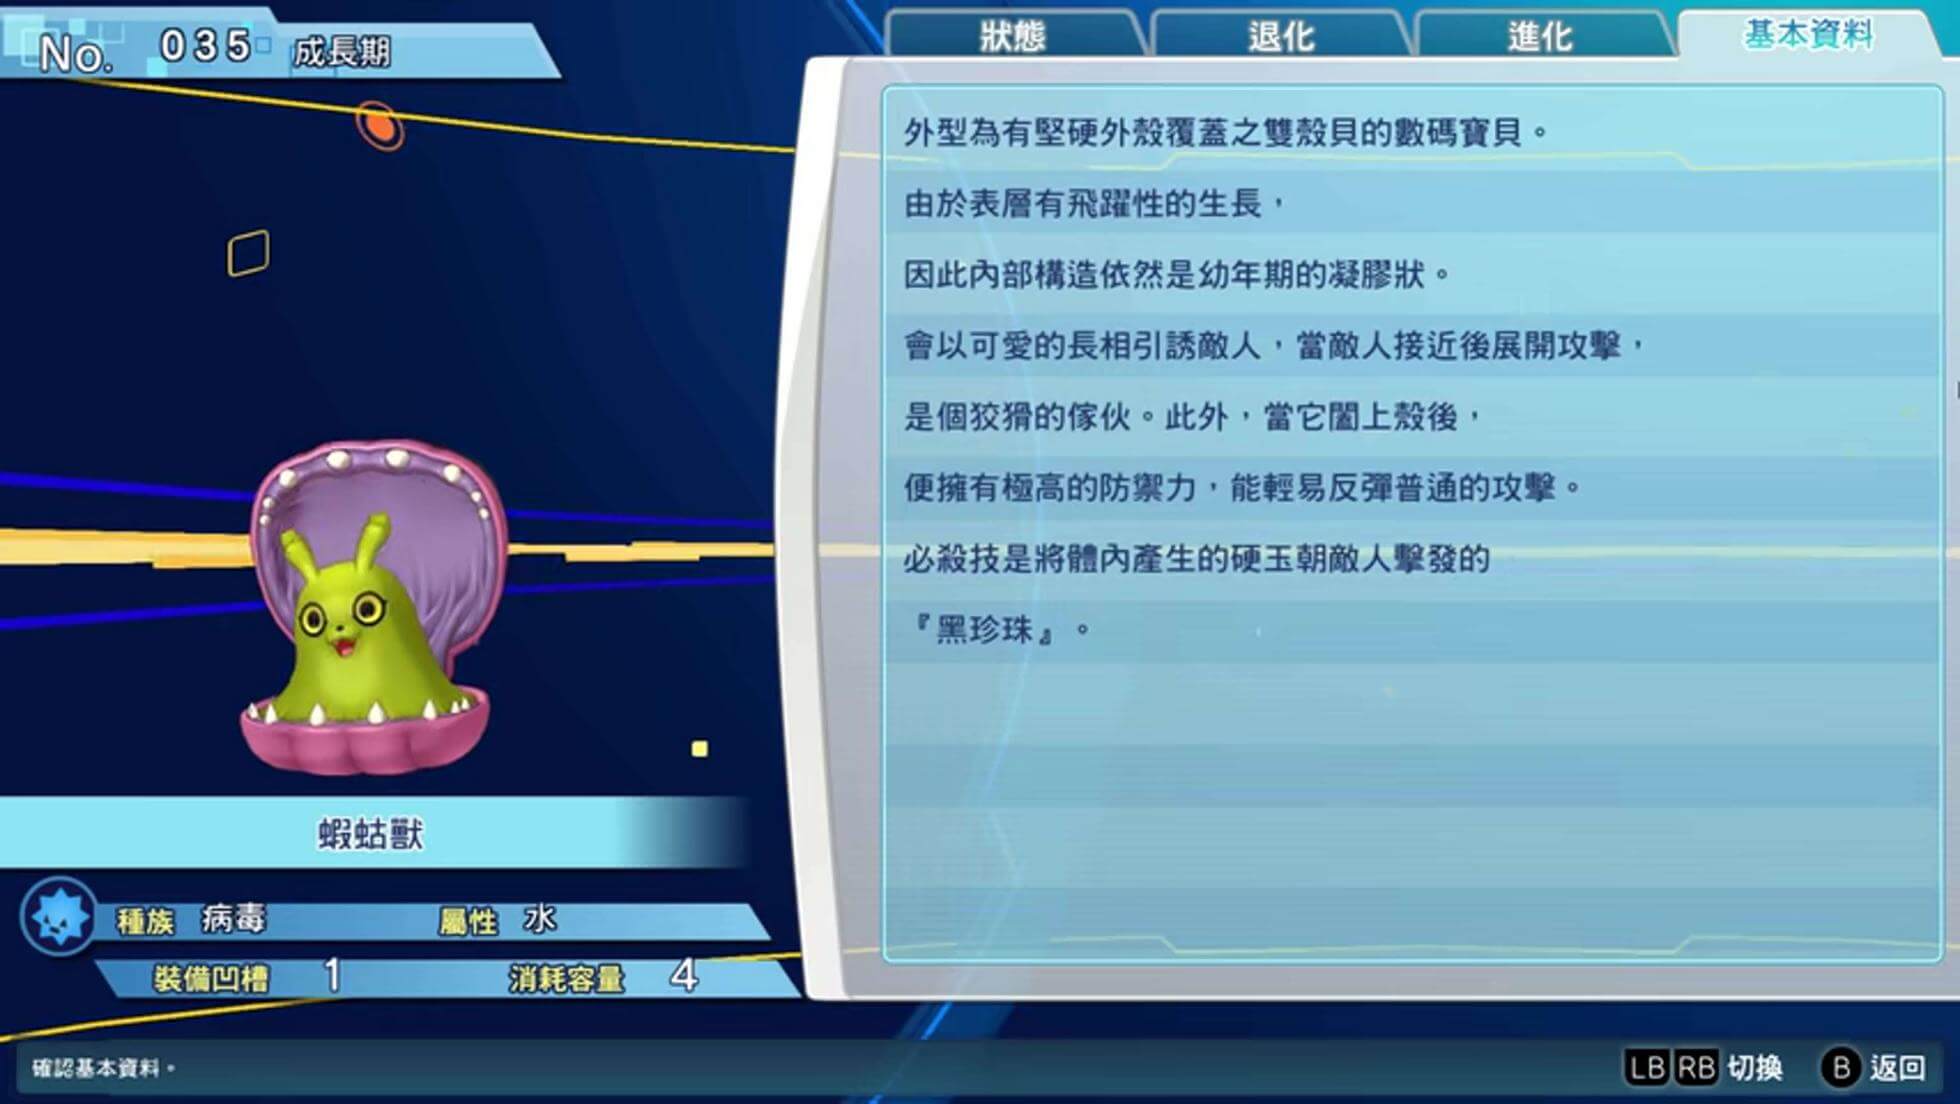 No. 035 成長期
狀態 退化 進化 基本資料
外型為有堅硬外殼覆蓋之雙殼貝的數碼寶貝。
由於表層有飛躍性的生長，
因此內部構造依然是幼年期的凝膠狀。
會以可愛的長相引誘敵人，當敵人接近後展開攻擊，
是個狡猾的傢伙。此外，當它闔上殼後，
便擁有極高的防禦力，能輕易反彈普通的攻擊。
必殺技是將體內產生的硬玉朝敵人擊發的
『黑珍珠』。
蝦蛄獸
種族 病毒 屬性 水
裝備凹槽 1 消耗容量 4
確認基本資料。
LB RB 切換 B 返回